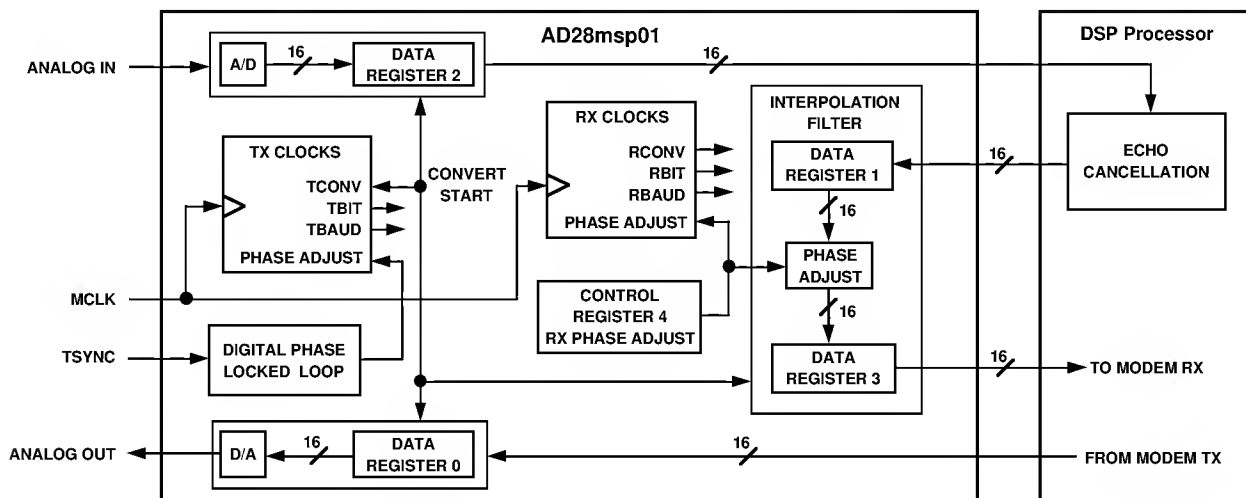 AD28msp01
DSP Processor
ANALOG IN
A/D
16
DATA
REGISTER 2
16
INTERPOLATION
FILTER
RX CLOCKS
RCONV
RBIT
RBAUD
PHASE ADJUST
TX CLOCKS
TCONV
TBIT
TBAUD
PHASE ADJUST
CONVERT
START
DATA
REGISTER 1
16
ECHO
CANCELLATION
16
PHASE
ADJUST
16
MCLK
CONTROL
REGISTER 4
RX PHASE ADJUST
TSYNC
DIGITAL PHASE
LOCKED LOOP
DATA
REGISTER 3
16
TO MODEM RX
ANALOG OUT
D/A
16
DATA
REGISTER 0
16
FROM MODEM TX